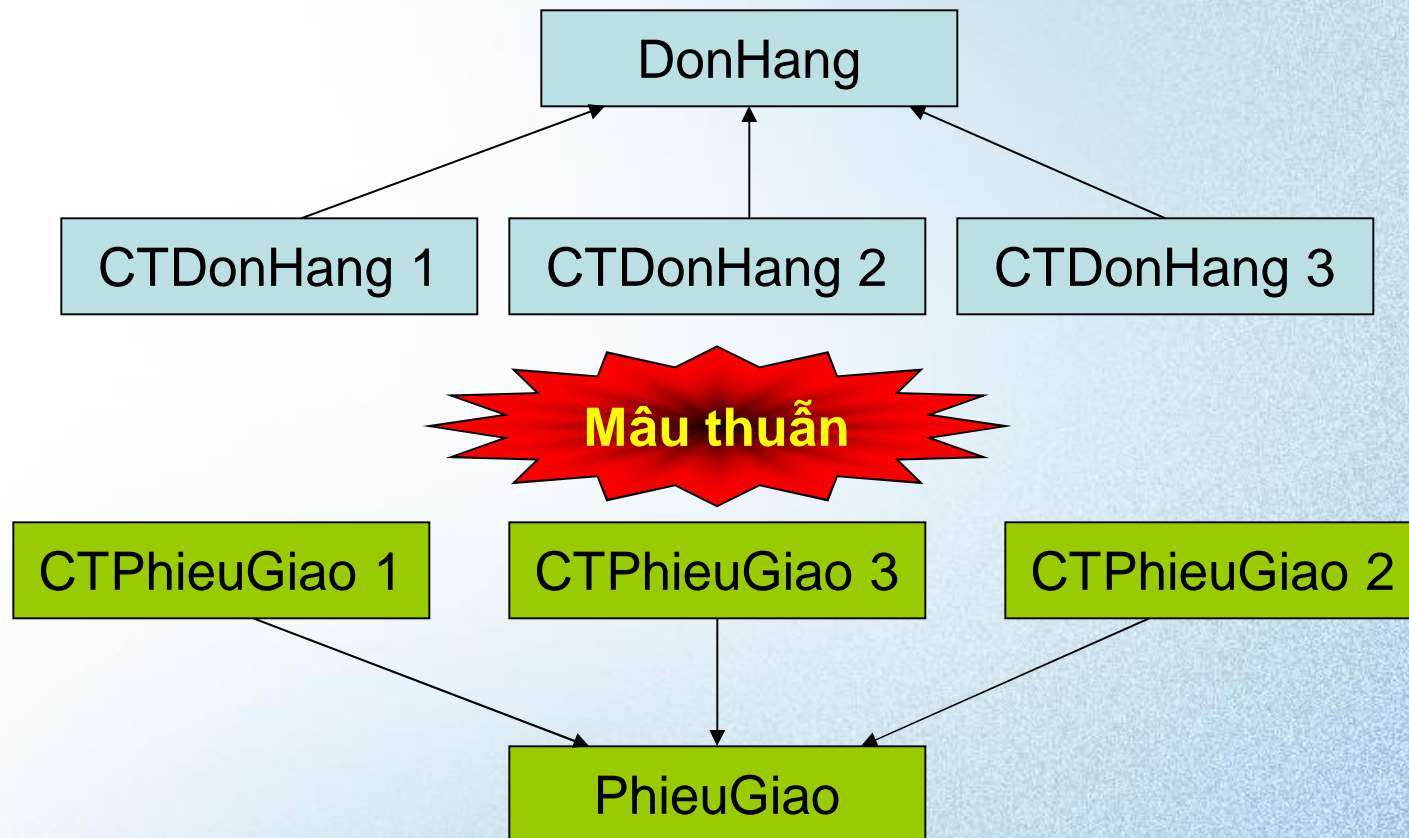 DonHang
CTDonHang 1
CTDonHang 2
CTDonHang 3
Mâu thuẫn
CTPhieuGiao 1
CTPhieuGiao 3
CTPhieuGiao 2
PhieuGiao